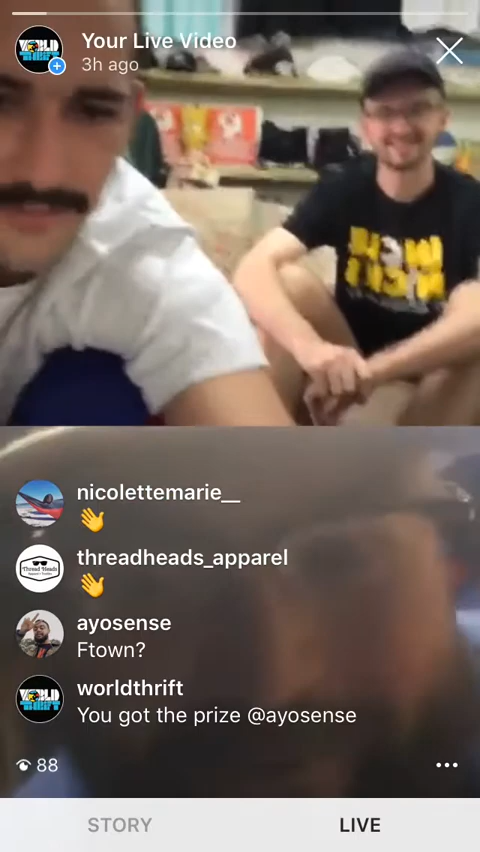 Your Live Video
3h ago
nicolettemarie__
👋
threadheads_apparel
👋
ayosense
Ftown?
worldthrift
You got the prize @ayosense
88
STORY
LIVE